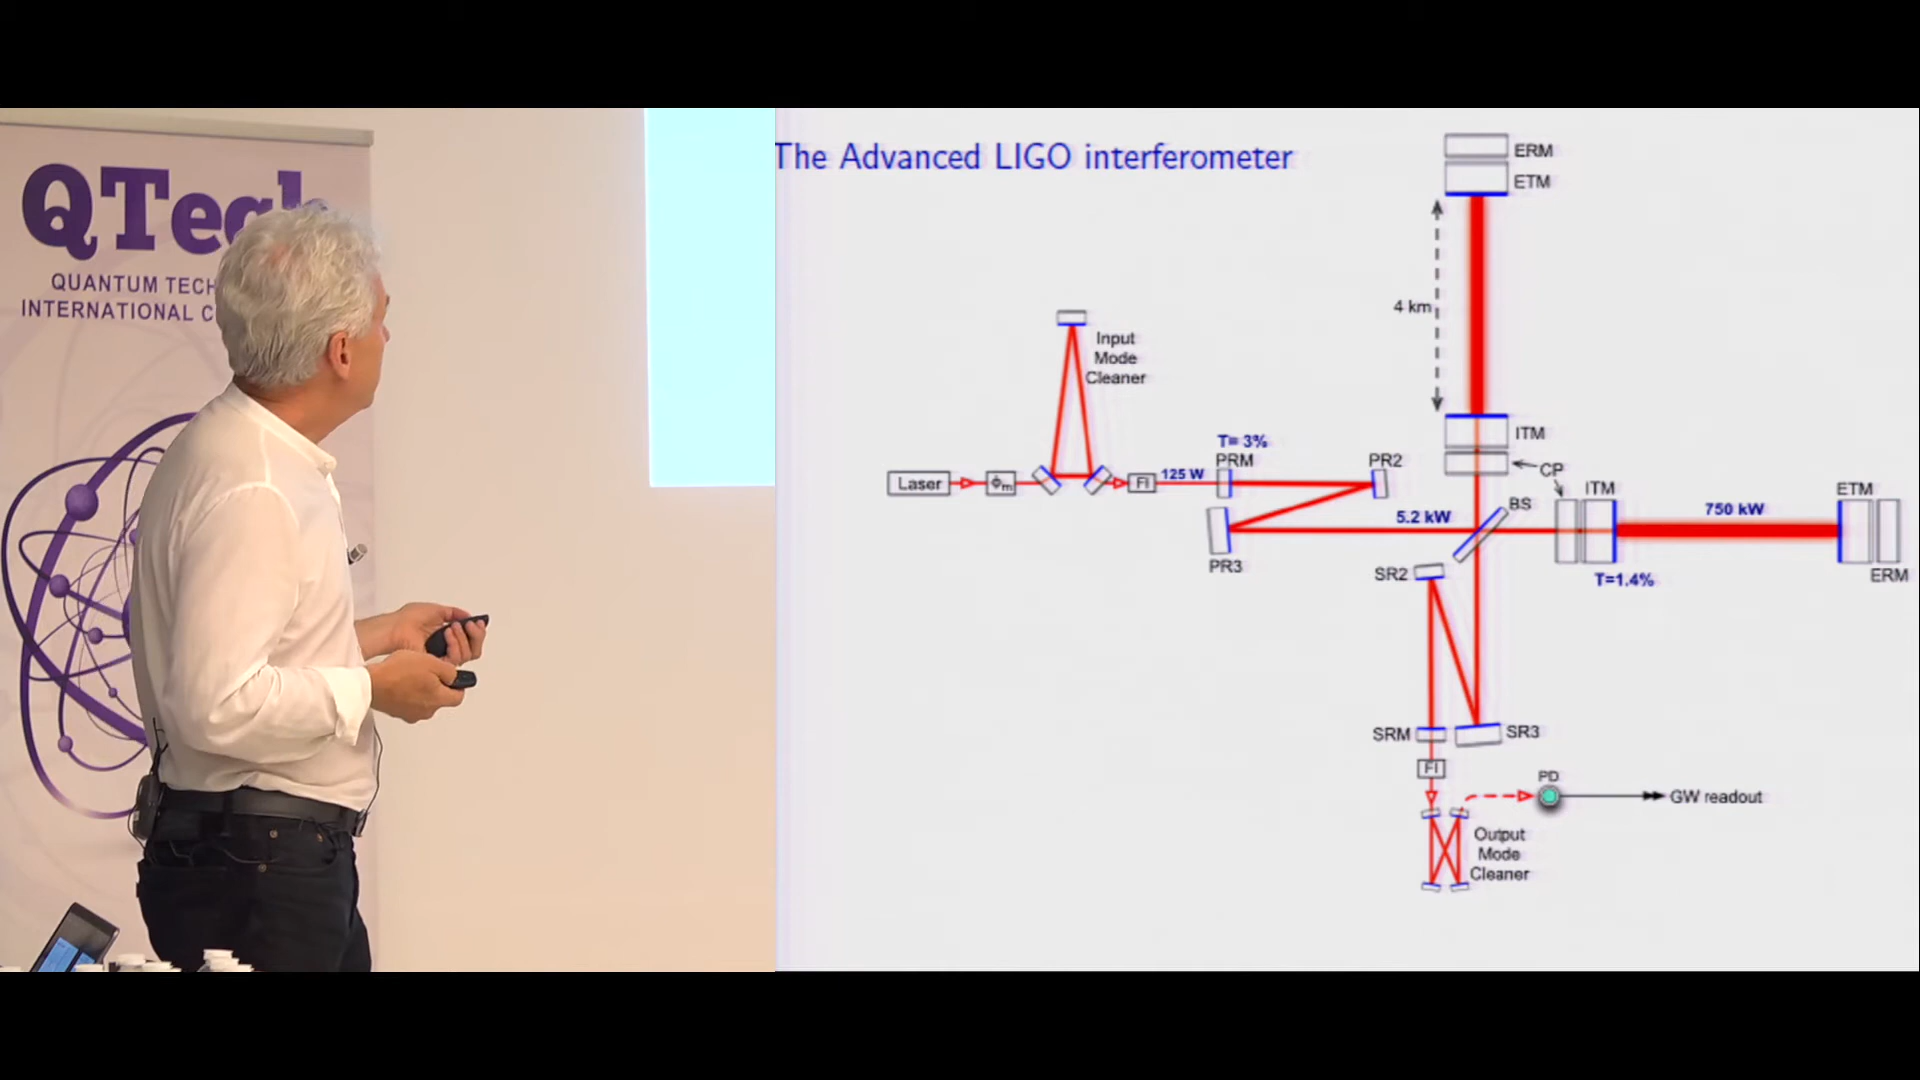 QTech
QUANTUM TECH
INTERNATIONAL C
The Advanced LIGO interferometer
ERM
ETM
4 km
Input
Mode
Cleaner
ITM
T= 3%
PRM
PR2
CP
Laser
ϕm
FI
125 W
ITM
ETM
BS
5.2 kW
750 kW
PR3
SR2
T=1.4%
ERM
SRM
SR3
FI
PD
GW readout
Output
Mode
Cleaner